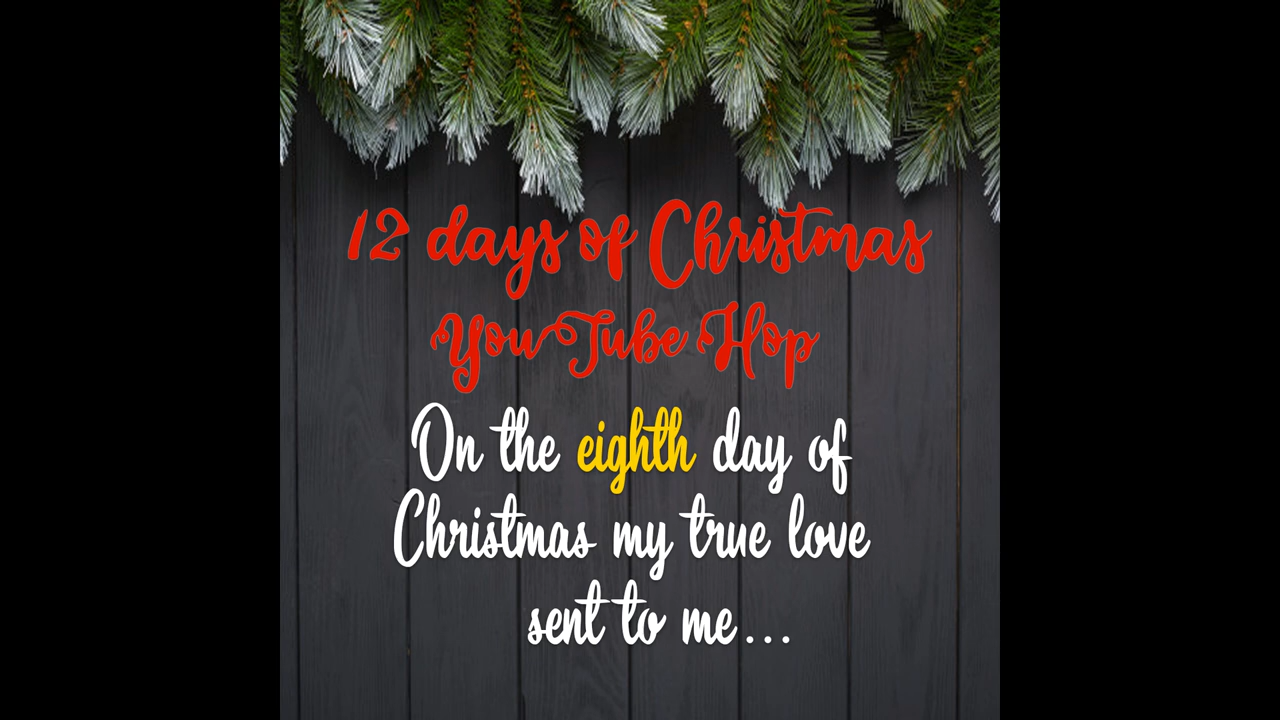 12 days of Christmas
YouTube Hop
On the eighth day of
Christmas my true love
sent to me...